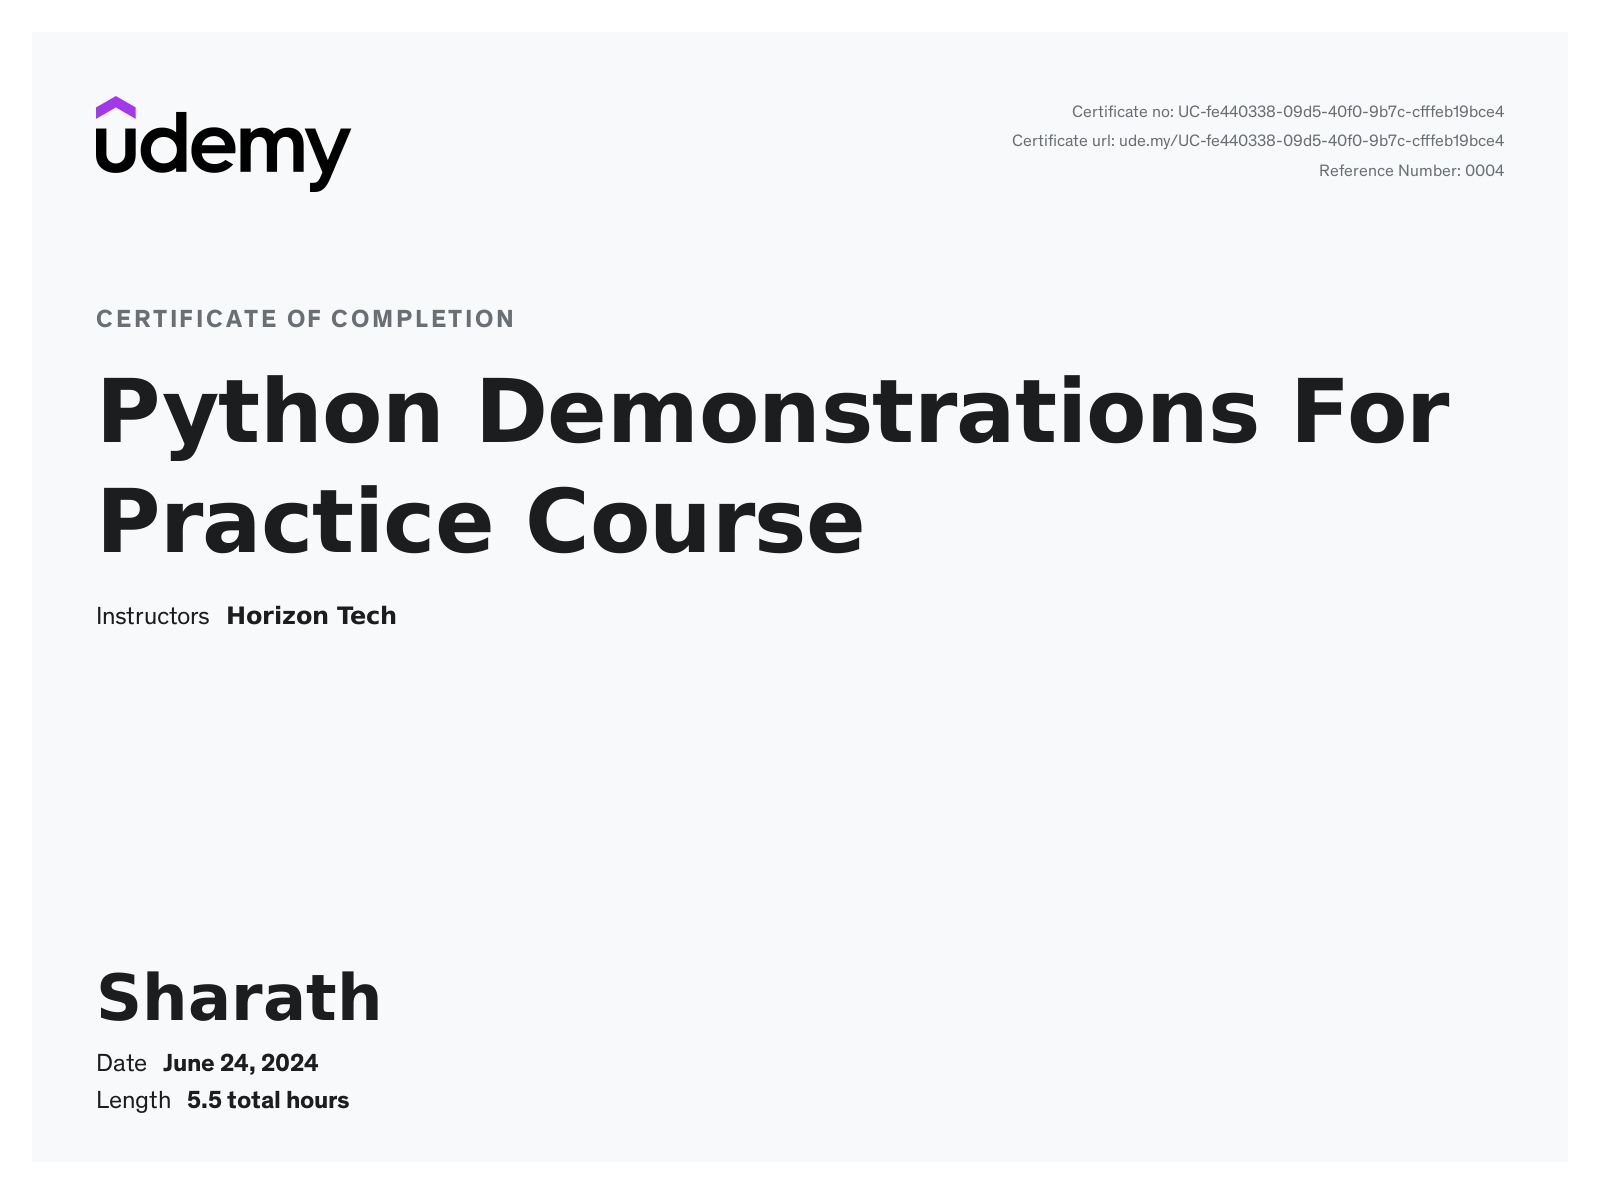 udemy
Certificate no: UC-fe440338-09d5-40f0-9b7c-cfffeb19bce4
Certificate url: ude.my/UC-fe440338-09d5-40f0-9b7c-cfffeb19bce4
Reference Number: 0004
CERTIFICATE OF COMPLETION
Python Demonstrations For
Practice Course
Instructors Horizon Tech
Sharath
Date June 24, 2024
Length 5.5 total hours